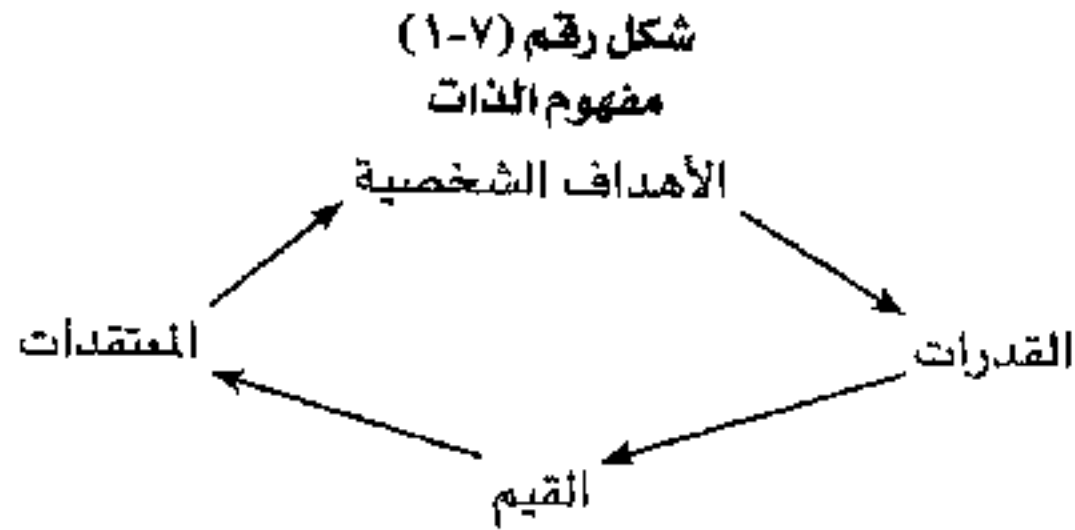 شكل رقم (٧-١)
مفهوم الذات
الأهداف الشخصية
القدرات
المعتقدات
القيم